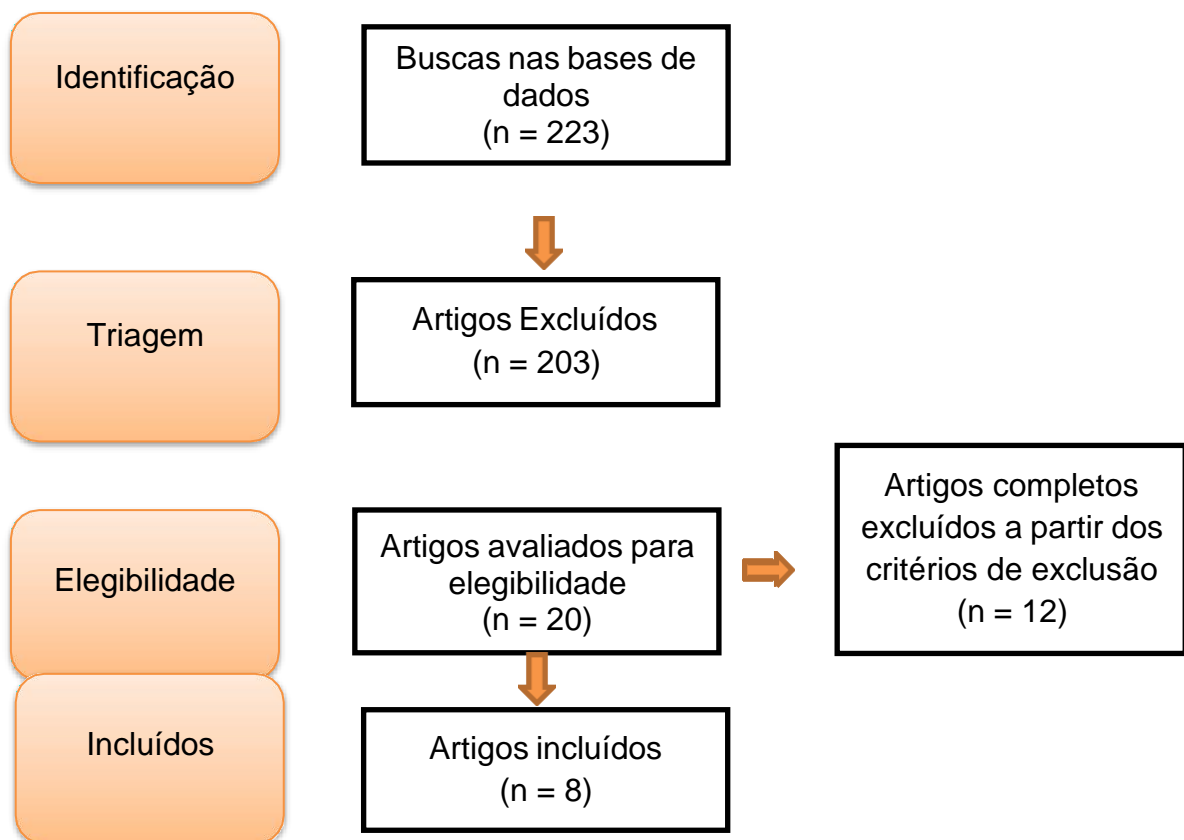 Identificação
Buscas nas bases de
dados
(n = 223)
Triagem
Artigos Excluídos
(n = 203)
Elegibilidade
Artigos avaliados para
elegibilidade
(n = 20)
Artigos completos
excluídos a partir dos
critérios de exclusão
(n = 12)
Incluídos
Artigos incluídos
(n = 8)